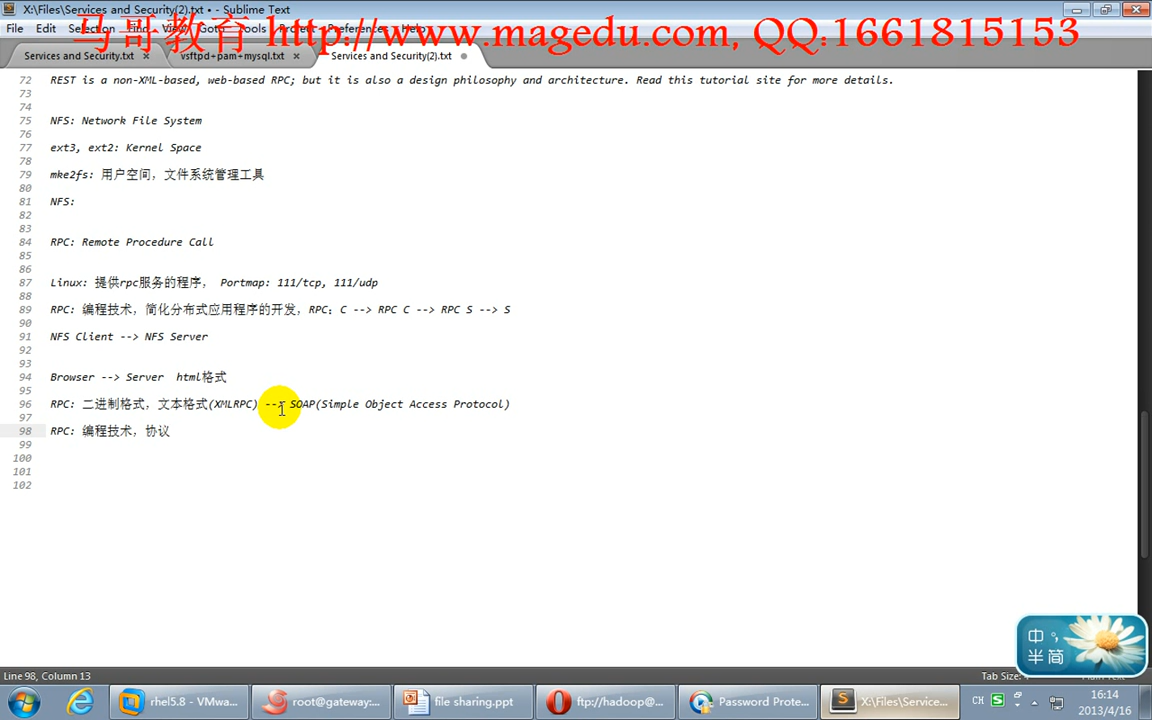 X:\Files\Services and Security(2).txt • - Sublime Text
File Edit Selection Find View Goto Tools Project Preferences Help
马哥教育 http://www.magedu.com, QQ:1661815153
Services and Security.txt × vsftpd+pam+mysql.txt × Services and Security(2).txt
72 REST is a non-XML-based, web-based RPC; but it is also a design philosophy and architecture. Read this tutorial site for more details.
73
74
75 NFS: Network File System
76
77 ext3, ext2: Kernel Space
78
79 mke2fs: 用户空间，文件系统管理工具
80
81 NFS:
82
83
84 RPC: Remote Procedure Call
85
86
87 Linux: 提供rpc服务的程序， Portmap: 111/tcp, 111/udp
88
89 RPC: 编程技术，简化分布式应用程序的开发，RPC：C --> RPC C --> RPC S --> S
90
91 NFS Client --> NFS Server
92
93
94 Browser --> Server html格式
95
96 RPC: 二进制格式，文本格式(XMLRPC) --> SOAP(Simple Object Access Protocol)
97
98 RPC: 编程技术，协议
99
100
101
102
中 °,
半 简
Line 98, Column 13
Tab Size:
rhel5.8 - VMwa...
root@gateway:...
file sharing.ppt
ftp://hadoop@...
Password Prote...
X:\Files\Service...
CH
16:14
2013/4/16